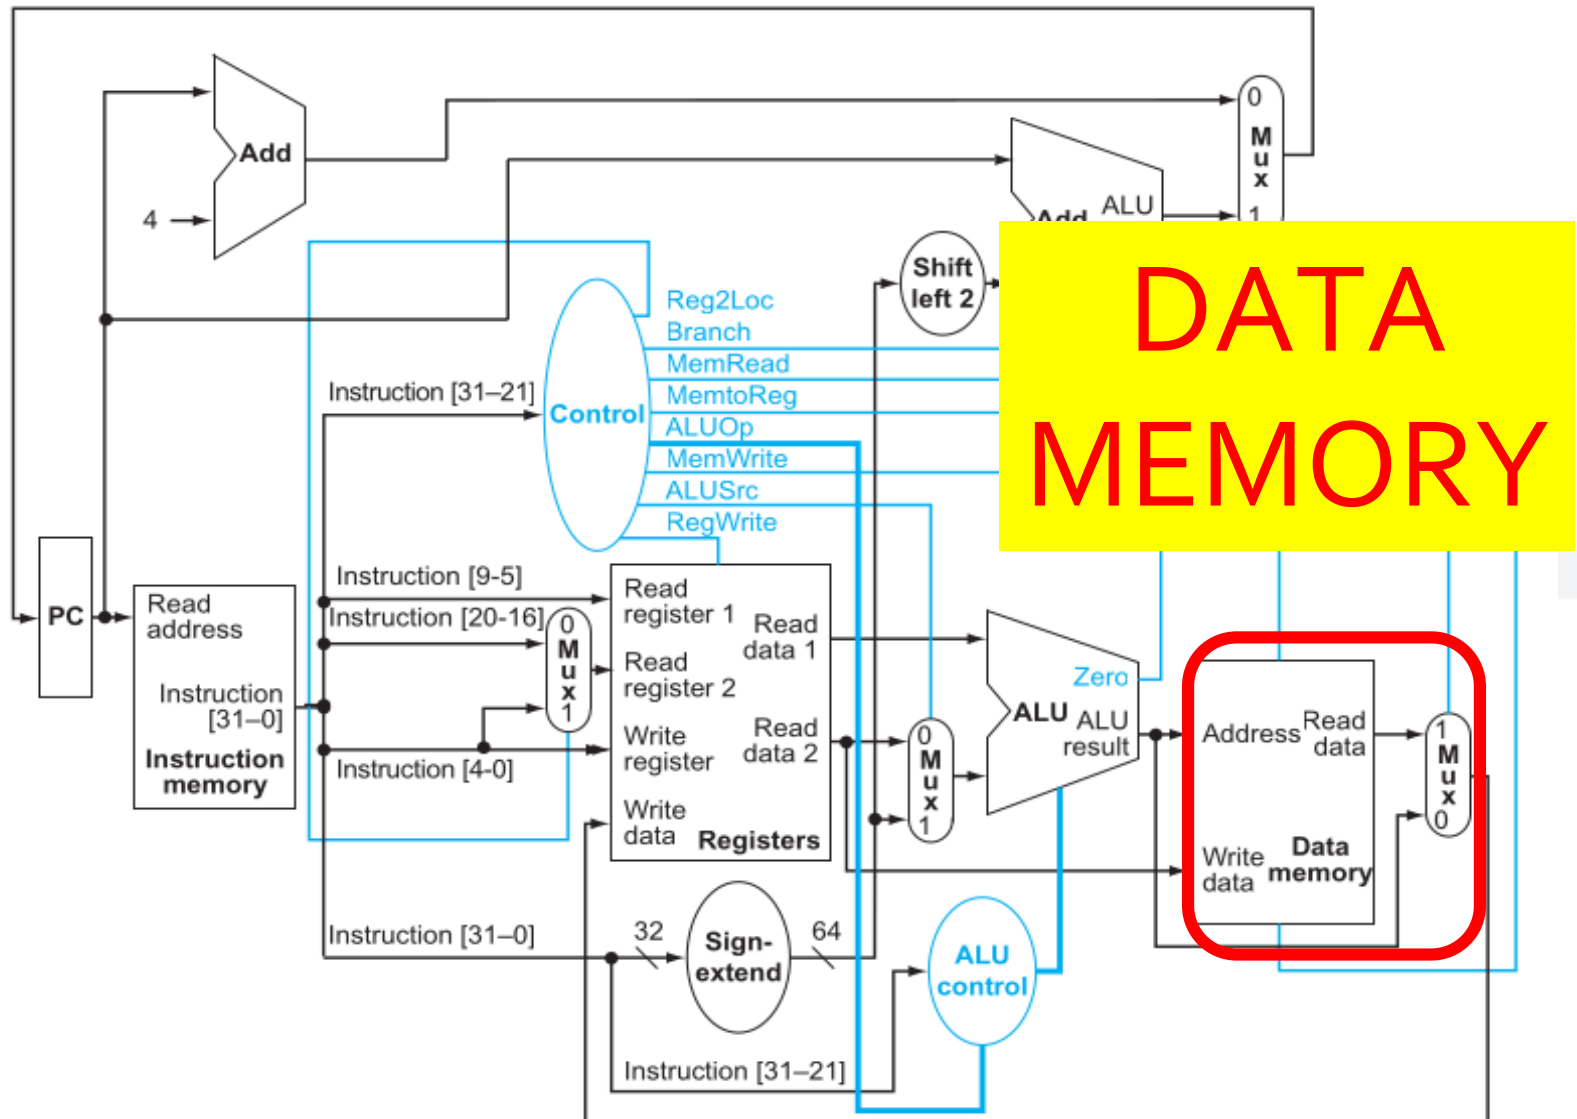 0
Mux
1
Add
4
Add
ALU
Shift
left 2
DATA
MEMORY
Reg2Loc
Branch
MemRead
MemtoReg
ALUOp
MemWrite
ALUSrc
RegWrite
Instruction [31–21]
Control
PC
Read
address
Instruction
[31–0]
Instruction
memory
Instruction [9-5]
Instruction [20-16]
Instruction [4-0]
0
Mux
1
Read
register 1
Read
register 2
Write
register
Write
data
Read
data 1
Read
data 2
Registers
0
Mux
1
Zero
ALU
ALU
result
Address
Read
data
Write
data
Data
memory
1
Mux
0
Instruction [31–0]
32
Sign-
extend
64
ALU
control
Instruction [31–21]